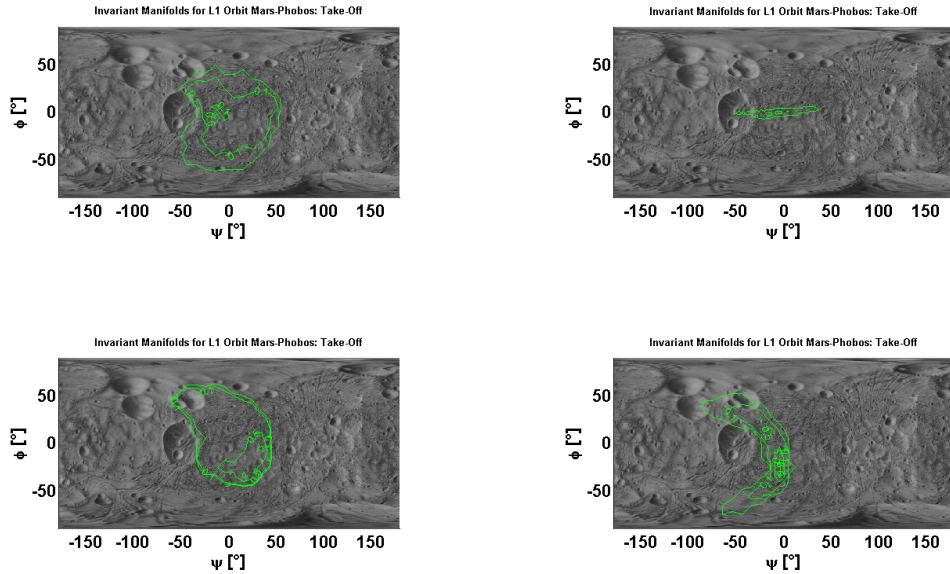 Invariant Manifolds for L1 Orbit Mars-Phobos: Take-Off
50
0
-50
ϕ [°]
-150 -100 -50 0 50 100 150
ψ [°]
Invariant Manifolds for L1 Orbit Mars-Phobos: Take-Off
50
0
-50
ϕ [°]
-150 -100 -50 0 50 100 150
ψ [°]
Invariant Manifolds for L1 Orbit Mars-Phobos: Take-Off
50
0
-50
ϕ [°]
-150 -100 -50 0 50 100 150
ψ [°]
Invariant Manifolds for L1 Orbit Mars-Phobos: Take-Off
50
0
-50
ϕ [°]
-150 -100 -50 0 50 100 150
ψ [°]